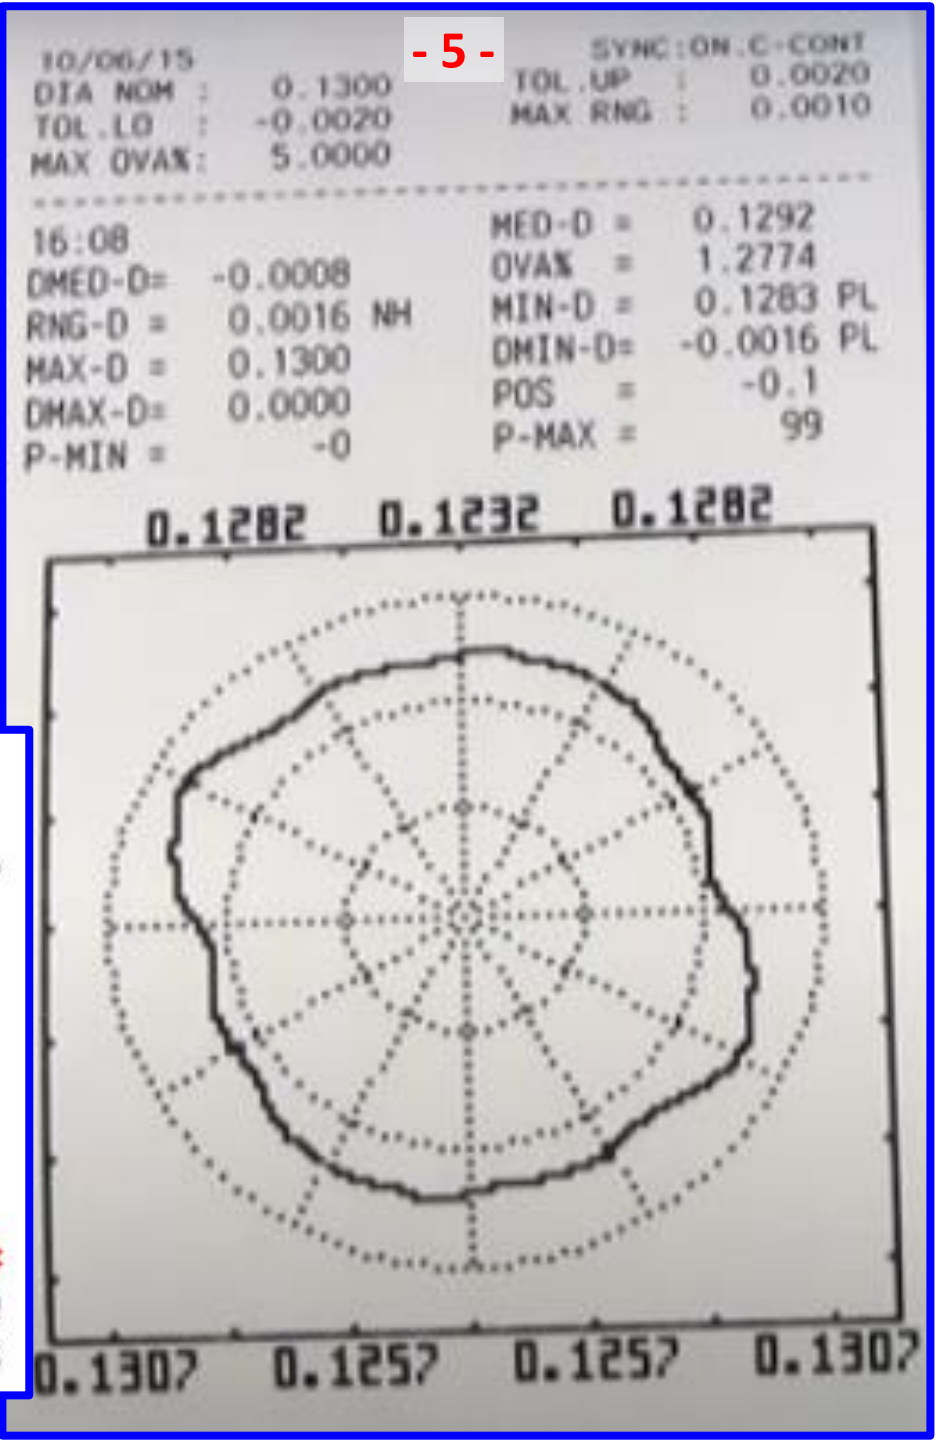 - 5 -
10/06/15 SYNC:ON.C-CONT
DIA NOM : 0.1300 TOL.UP : 0.0020
TOL.LO : -0.0020 MAX RNG : 0.0010
MAX OVA%: 5.0000
16:08 MED-D = 0.1292
DMED-D= -0.0008 OVA% = 1.2774
RNG-D = 0.0016 NH MIN-D = 0.1283 PL
MAX-D = 0.1300 DMIN-D= -0.0016 PL
DMAX-D= 0.0000 POS = -0.1
P-MIN = -0 P-MAX = 99
0.1282 0.1232 0.1282
0.1307 0.1257 0.1257 0.1307